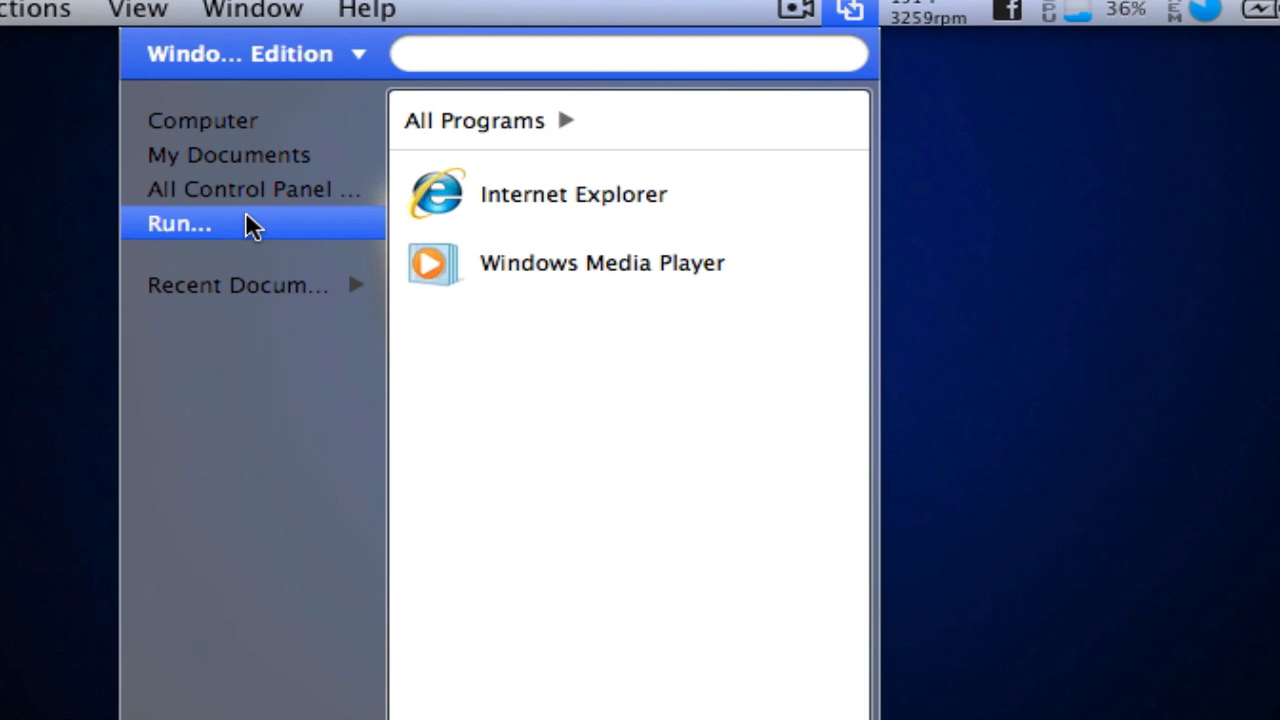 ctions View Window Help
3259rpm
36%
Windo... Edition
Computer
My Documents
All Control Panel ...
Run...
Recent Docum...
All Programs
Internet Explorer
Windows Media Player